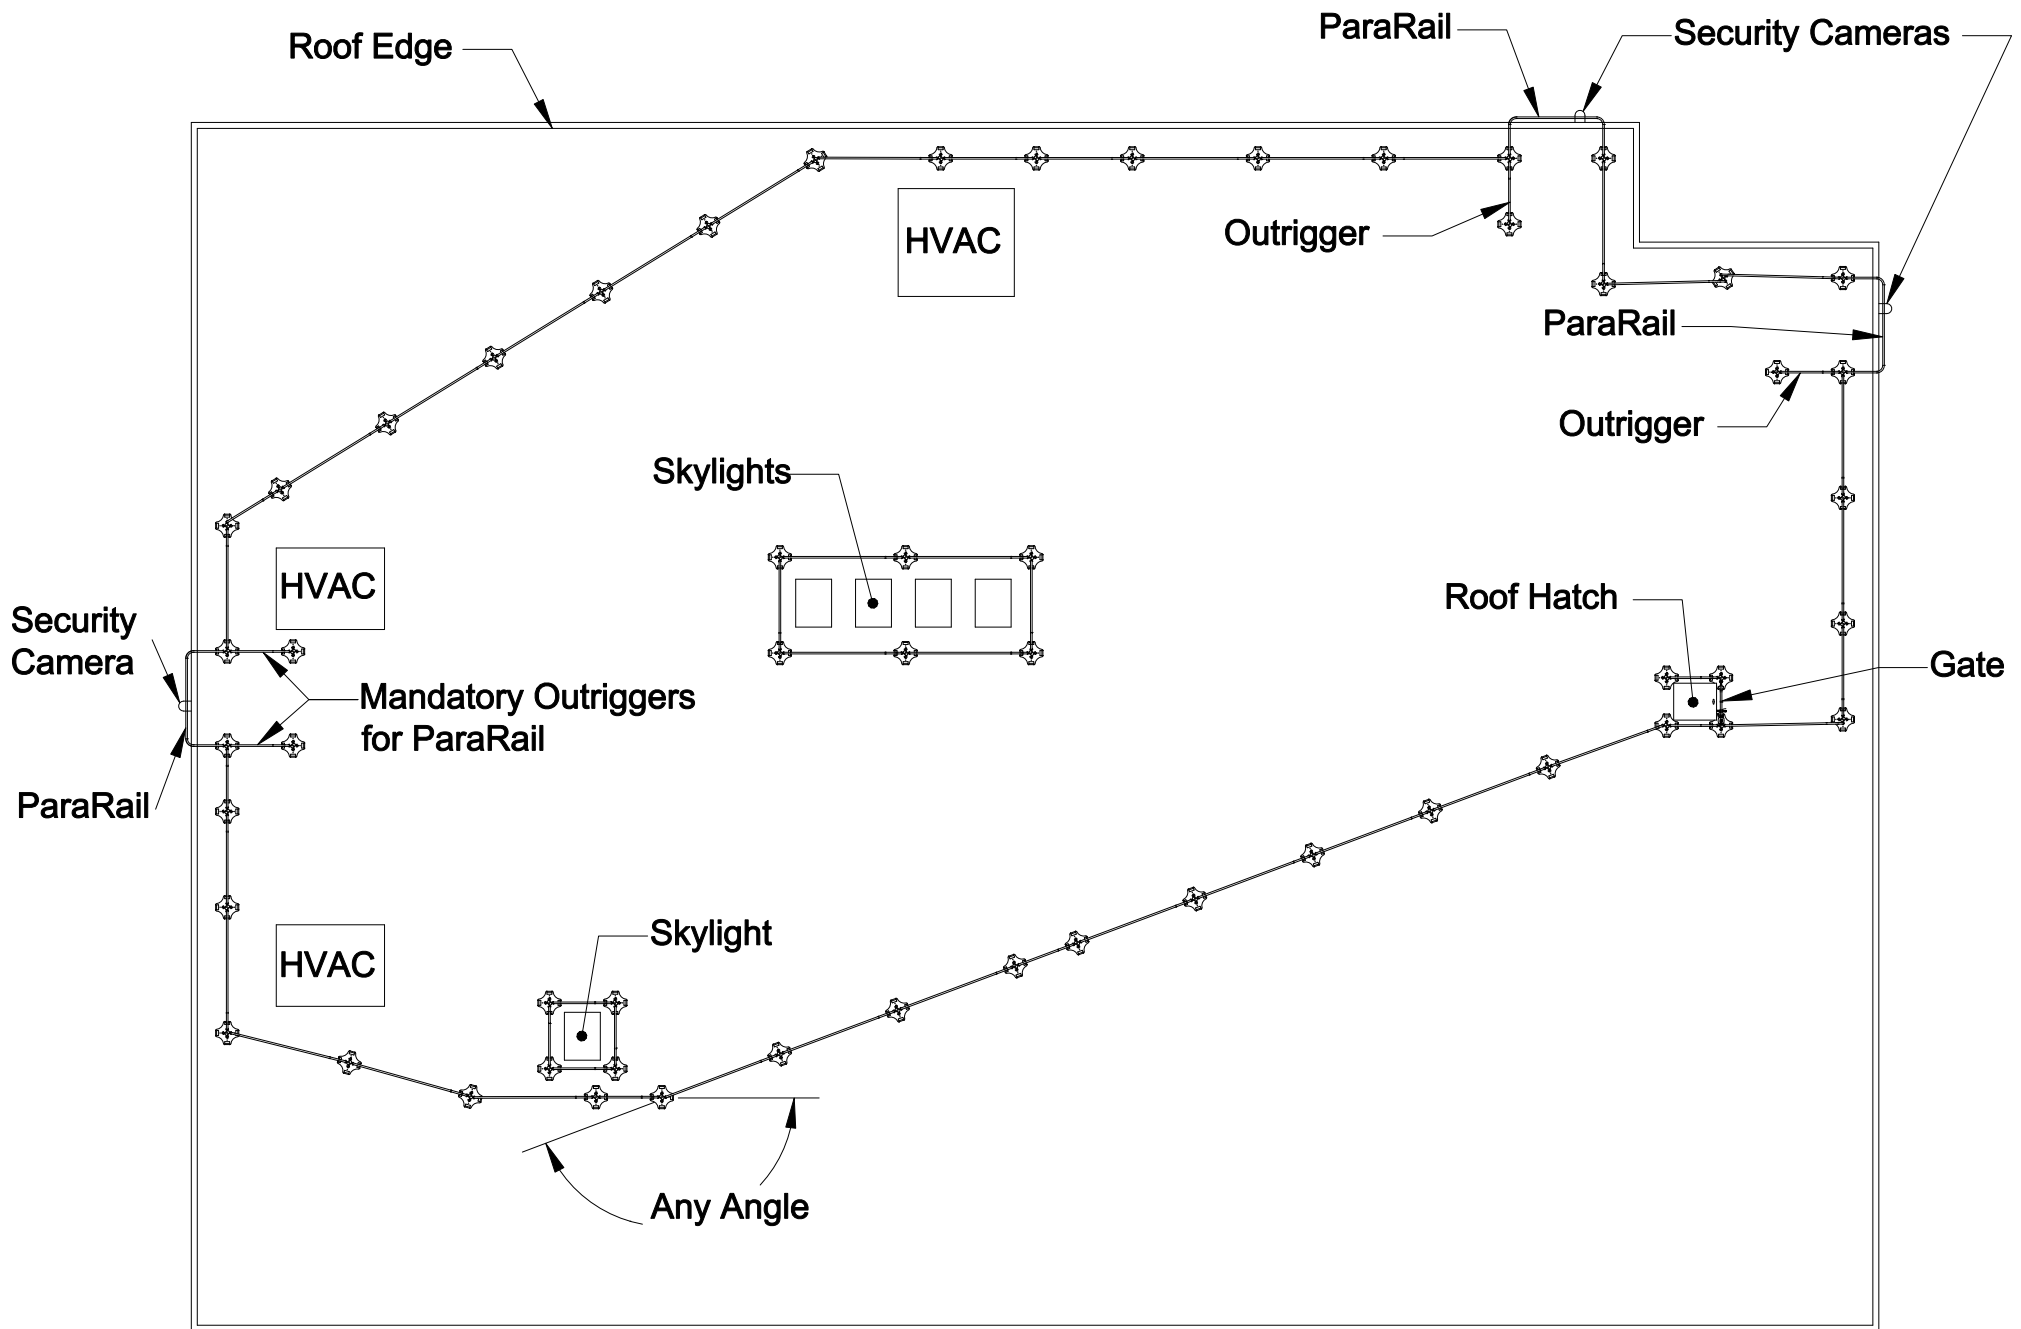 ParaRail
Security Cameras
Roof Edge
HVAC
Outrigger
ParaRail
Outrigger
Skylights
HVAC
Roof Hatch
Security
Camera
Gate
Mandatory Outriggers
for ParaRail
ParaRail
Skylight
HVAC
Any Angle